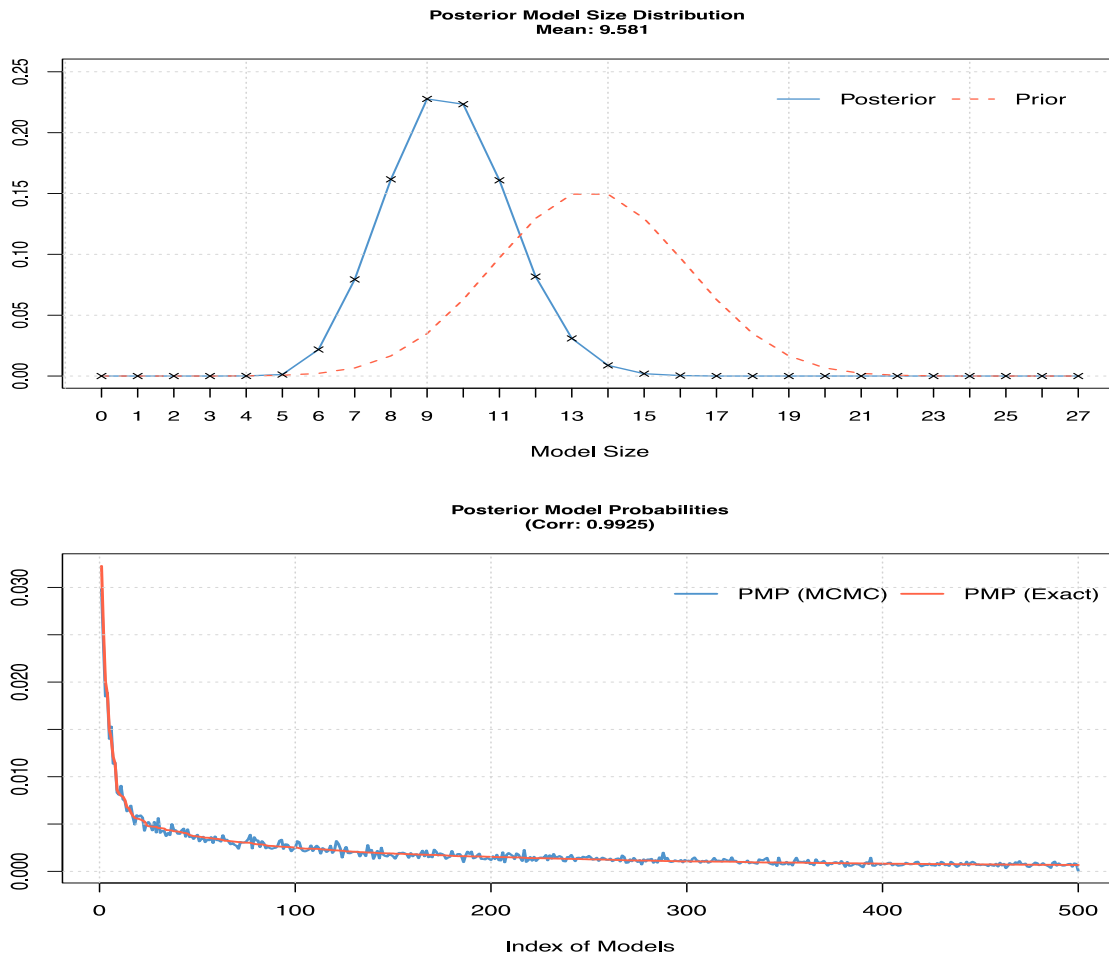 Posterior Model Size Distribution
Mean: 9.581
0.25
0.20
0.15
0.10
0.05
0.00
Posterior
Prior
0 1 2 3 4 5 6 7 8 9 11 13 15 17 19 21 23 25 27
Model Size
Posterior Model Probabilities
(Corr: 0.9925)
0.030
0.020
0.010
0.000
PMP (MCMC)
PMP (Exact)
0 100 200 300 400 500
Index of Models